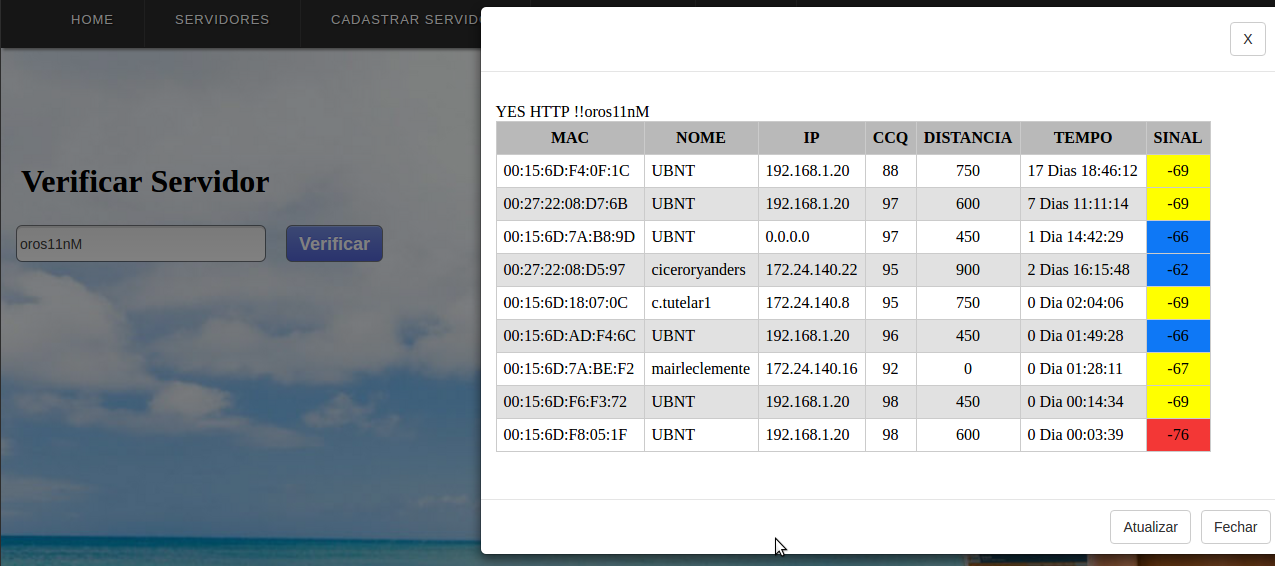 HOME SERVIDORES CADASTRAR
X
YES HTTP !!oros11nM
MAC NOME IP CCQ DISTANCIA TEMPO SINAL
00:15:6D:F4:0F:1C UBNT 192.168.1.20 88 750 17 Dias 18:46:12 -69
00:27:22:08:D7:6B UBNT 192.168.1.20 97 600 7 Dias 11:11:14 -69
00:15:6D:7A:B8:9D UBNT 0.0.0.0 97 450 1 Dia 14:42:29 -66
00:27:22:08:D5:97 ciceroryanders 172.24.140.22 95 900 2 Dias 16:15:48 -62
00:15:6D:18:07:0C c.tutelar1 172.24.140.8 95 750 0 Dia 02:04:06 -69
00:15:6D:AD:F4:6C UBNT 192.168.1.20 96 450 0 Dia 01:49:28 -66
00:15:6D:7A:BE:F2 mairleclemente 172.24.140.16 92 0 0 Dia 01:28:11 -67
00:15:6D:F6:F3:72 UBNT 192.168.1.20 98 450 0 Dia 00:14:34 -69
00:15:6D:F8:05:1F UBNT 192.168.1.20 98 600 0 Dia 00:03:39 -76
Verificar Servidor
oros11nM Verificar
Atualizar Fechar